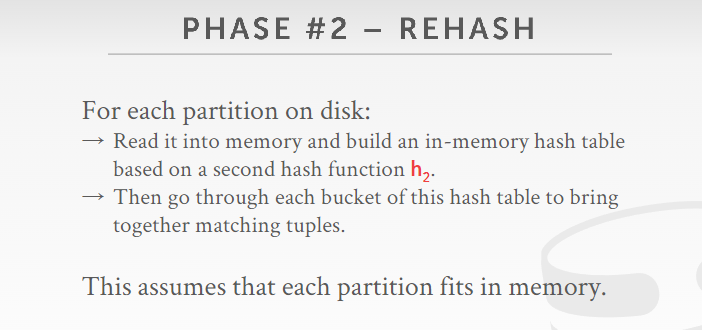 PHASE #2 – REHASH
For each partition on disk:
→ Read it into memory and build an in-memory hash table
based on a second hash function h₂.
→ Then go through each bucket of this hash table to bring
together matching tuples.
This assumes that each partition fits in memory.